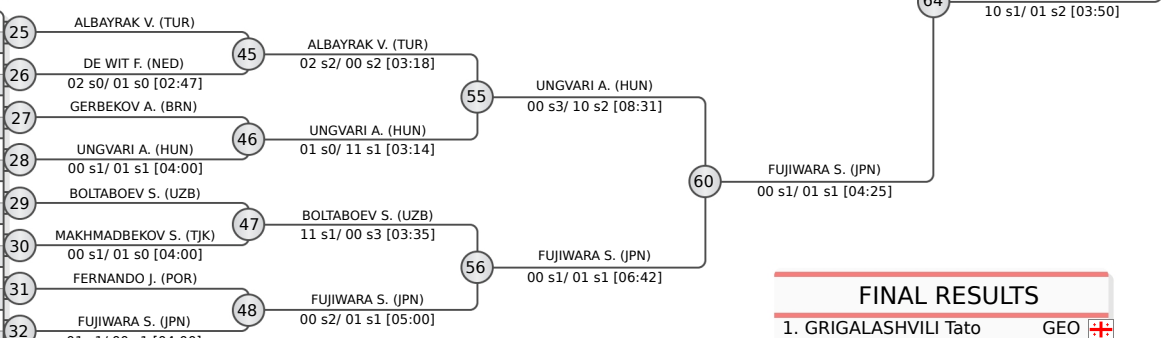 64
10 s1/ 01 s2 [03:50]
25
ALBAYRAK V. (TUR)
45
ALBAYRAK V. (TUR)
02 s2/ 00 s2 [03:18]
26
DE WIT F. (NED)
02 s0/ 01 s0 [02:47]
55
UNGVARI A. (HUN)
00 s3/ 10 s2 [08:31]
27
GERBEKOV A. (BRN)
46
UNGVARI A. (HUN)
01 s0/ 11 s1 [03:14]
28
UNGVARI A. (HUN)
00 s1/ 01 s1 [04:00]
60
FUJIWARA S. (JPN)
00 s1/ 01 s1 [04:25]
29
BOLTABOEV S. (UZB)
47
BOLTABOEV S. (UZB)
11 s1/ 00 s3 [03:35]
30
MAKHMADBEKOV S. (TJK)
00 s1/ 01 s0 [04:00]
56
FUJIWARA S. (JPN)
00 s1/ 01 s1 [06:42]
31
FERNANDO J. (POR)
48
FUJIWARA S. (JPN)
00 s2/ 01 s1 [05:00]
32
FUJIWARA S. (JPN)
FINAL RESULTS
1. GRIGALASHVILI Tato GEO